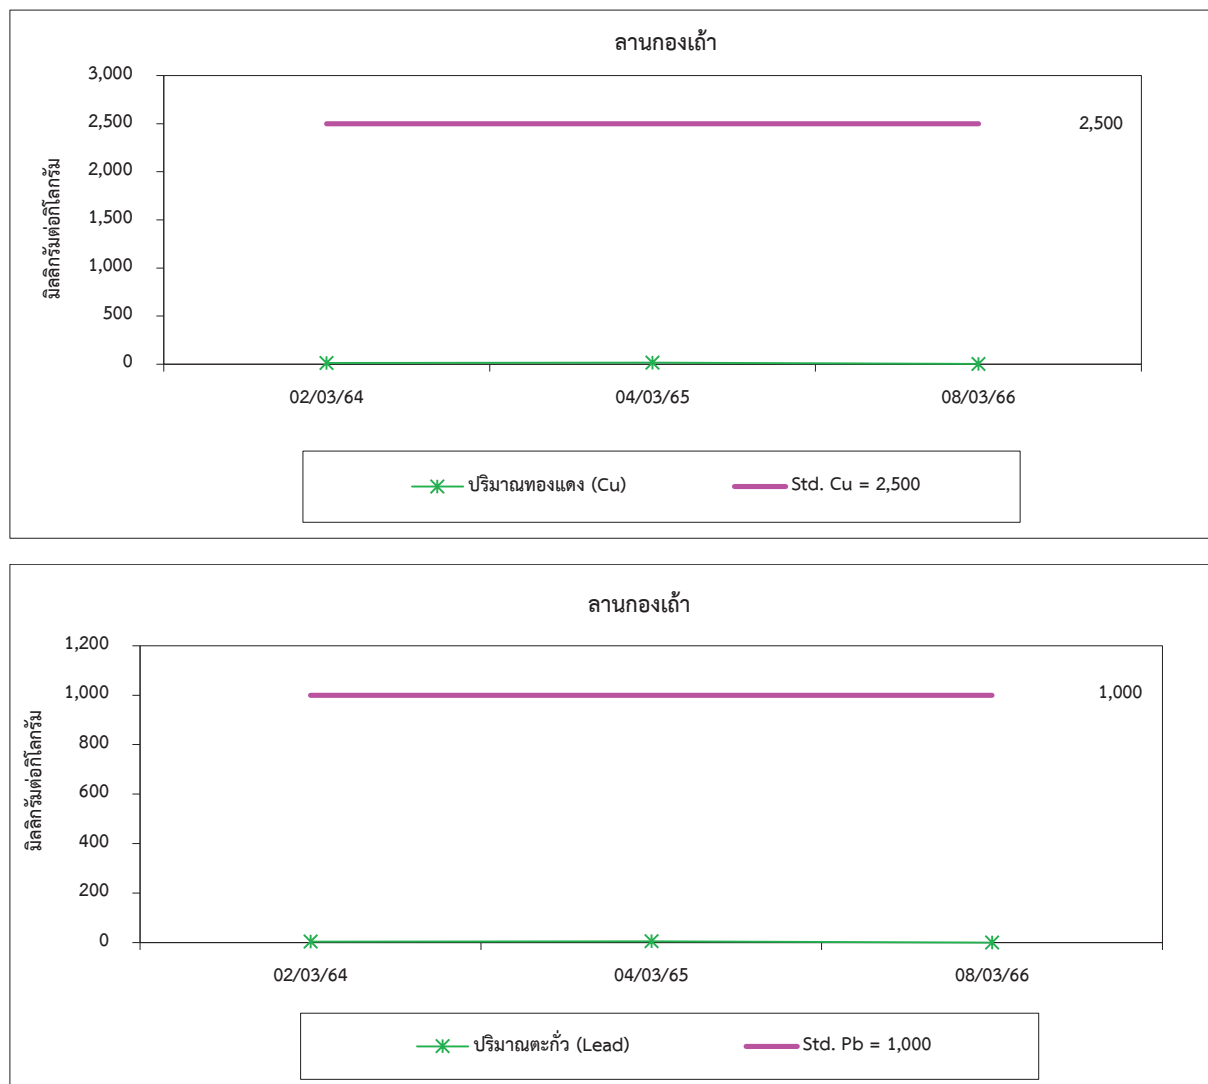 ลานกองเถ้า
3,000
2,500
2,500
2,000
1,500
1,000
500
0
มิลลิกรัมต่อกิโลกรัม
02/03/64 04/03/65 08/03/66
ปริมาณทองแดง (Cu) Std. Cu = 2,500
ลานกองเถ้า
1,200
1,000
1,000
800
600
400
200
0
มิลลิกรัมต่อกิโลกรัม
02/03/64 04/03/65 08/03/66
ปริมาณตะกั่ว (Lead) Std. Pb = 1,000